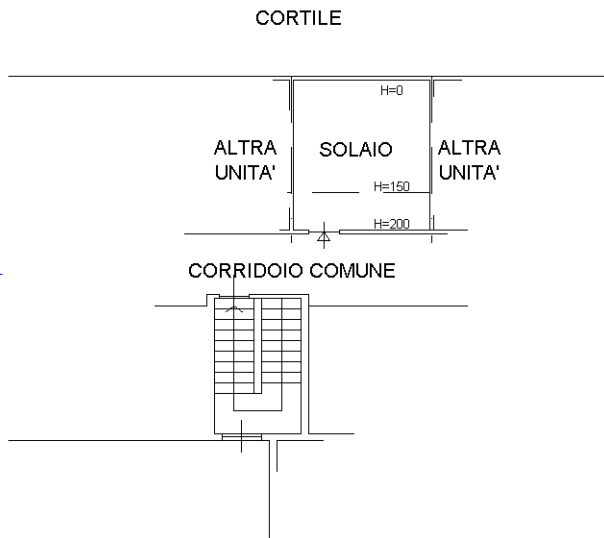 CORTILE
H=0
ALTRA
UNITA'
SOLAIO
ALTRA
UNITA'
H=150
H=200
CORRIDOIO COMUNE